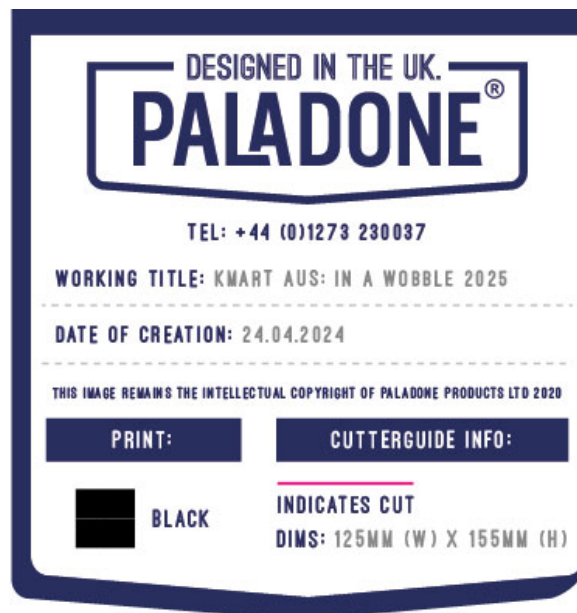 DESIGNED IN THE UK.
PALADONE®
TEL: +44 (0)1273 230037
WORKING TITLE: KMART AUS: IN A WOBBLE 2025
DATE OF CREATION: 24.04.2024
THIS IMAGE REMAINS THE INTELLECTUAL COPYRIGHT OF PALADONE PRODUCTS LTD 2020
PRINT:
BLACK
CUTTERGUIDE INFO:
INDICATES CUT
DIMS: 125MM (W) X 155MM (H)